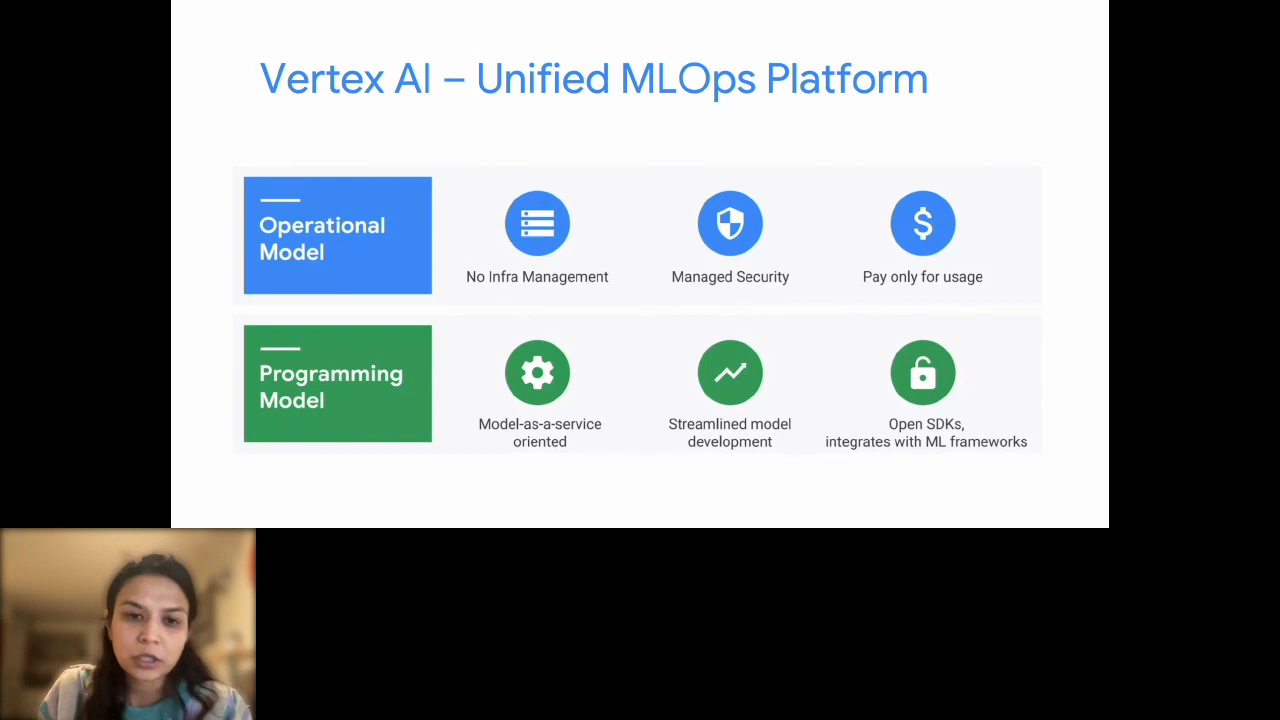 Vertex AI – Unified MLOps Platform
Operational
Model
No Infra Management
Managed Security
Pay only for usage
Programming
Model
Model-as-a-service
oriented
Streamlined model
development
Open SDKs,
integrates with ML frameworks